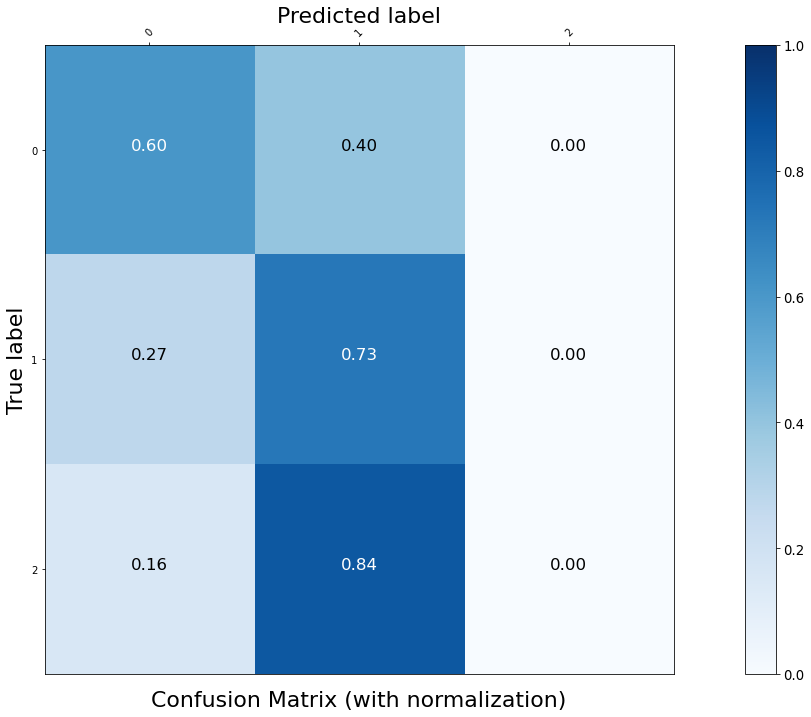 Predicted label
0 1 2
1.0
0 0.60 0.40 0.00
0.8
0.6
True label
1 0.27 0.73 0.00
0.4
0.2
2 0.16 0.84 0.00
0.0
Confusion Matrix (with normalization)